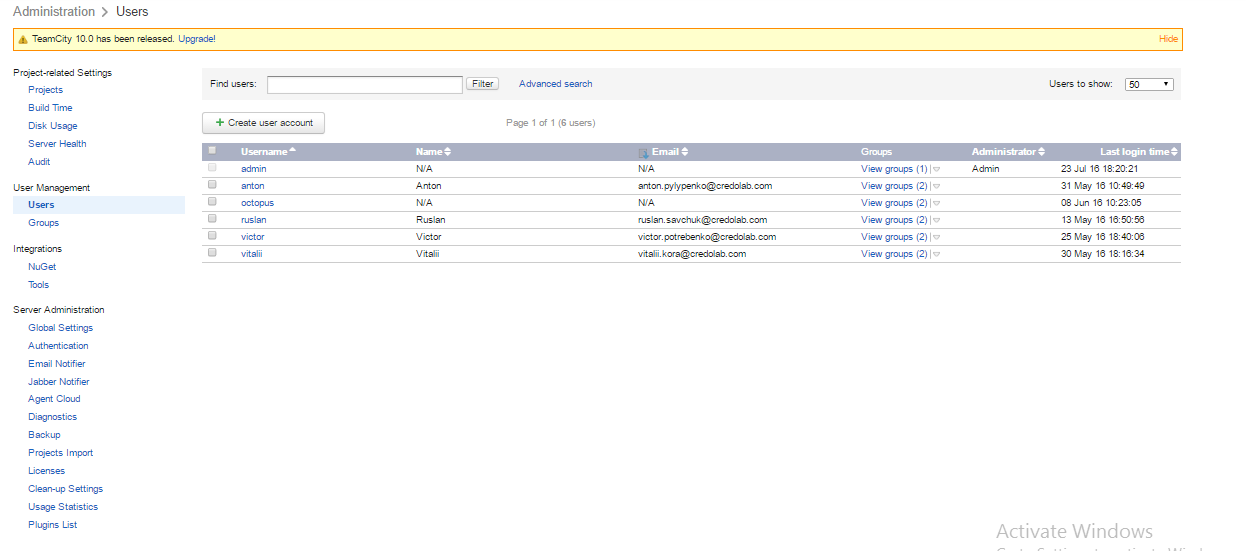 Administration > Users
TeamCity 10.0 has been released. Upgrade! Hide
Project-related Settings
Projects
Build Time
Disk Usage
Server Health
Audit
User Management
Users
Groups
Integrations
NuGet
Tools
Server Administration
Global Settings
Authentication
Email Notifier
Jabber Notifier
Agent Cloud
Diagnostics
Backup
Projects Import
Licenses
Clean-up Settings
Usage Statistics
Plugins List
Find users: Filter Advanced search Users to show: 50
+ Create user account Page 1 of 1 (6 users)
Username Name Email Groups Administrator Last login time
admin N/A N/A View groups (1) Admin 23 Jul 16 18:20:21
anton Anton anton.pylypenko@credolab.com View groups (2) 31 May 16 10:49:49
octopus N/A N/A View groups (2) 08 Jun 16 10:23:05
ruslan Ruslan ruslan.savchuk@credolab.com View groups (2) 13 May 16 16:50:56
victor Victor victor.potrebenko@credolab.com View groups (2) 25 May 16 18:40:06
vitalii Vitalii vitalii.kora@credolab.com View groups (2) 30 May 16 18:16:34
Activate Windows